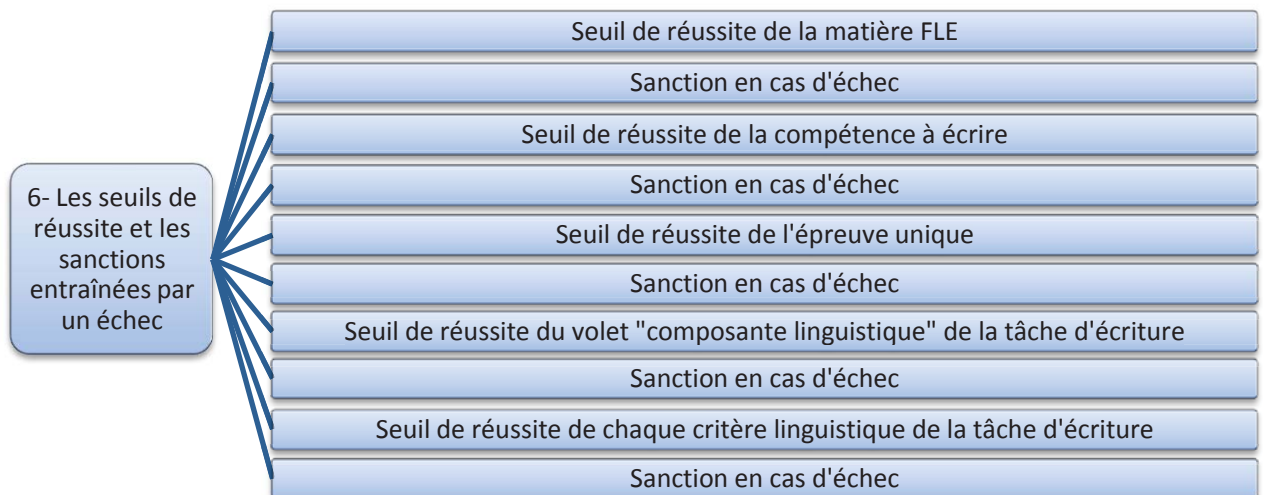 6- Les seuils de
réussite et les
sanctions
entraînées par
un échec
Seuil de réussite de la matière FLE
Sanction en cas d'échec
Seuil de réussite de la compétence à écrire
Sanction en cas d'échec
Seuil de réussite de l'épreuve unique
Sanction en cas d'échec
Seuil de réussite du volet "composante linguistique" de la tâche d'écriture
Sanction en cas d'échec
Seuil de réussite de chaque critère linguistique de la tâche d'écriture
Sanction en cas d'échec